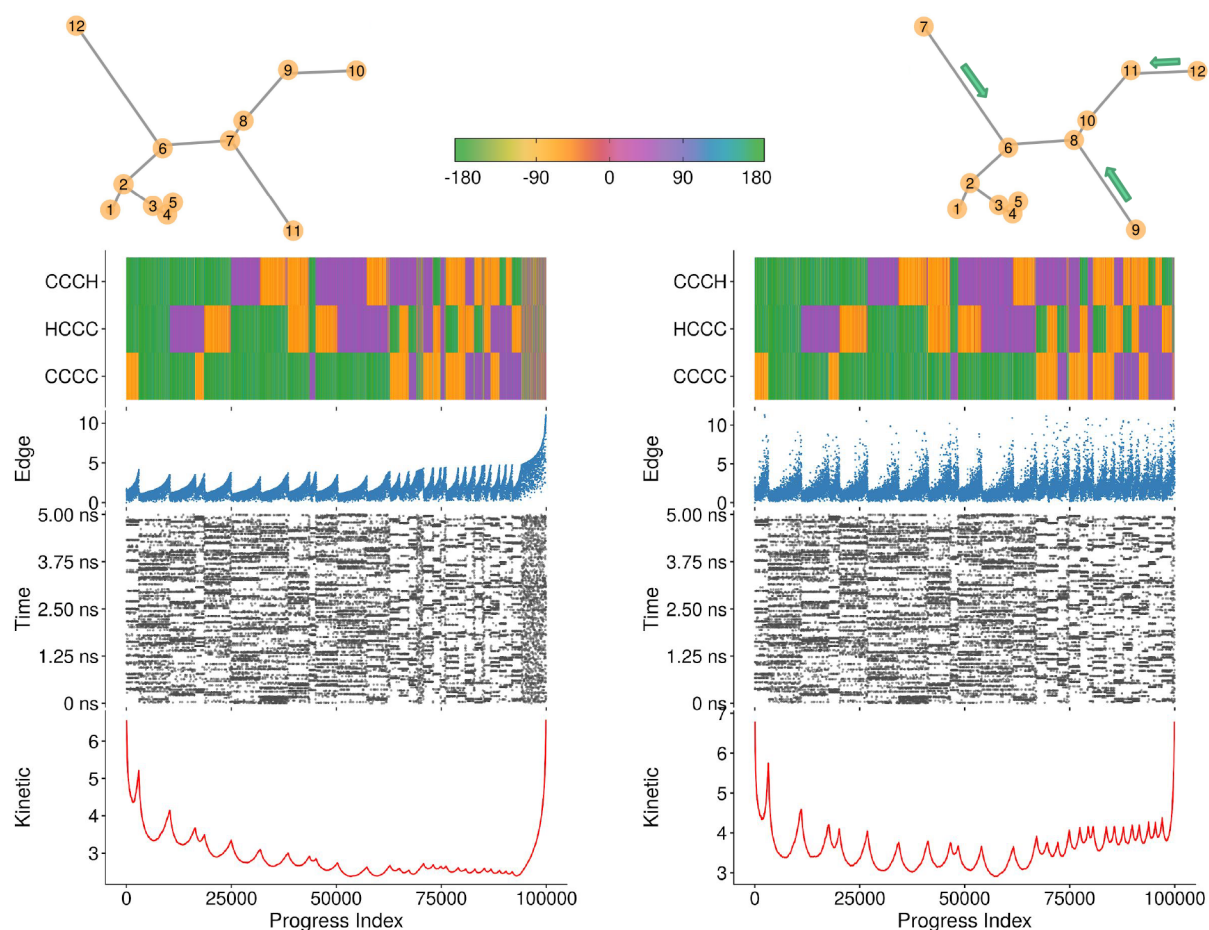 12
9
10
8
7
6
2
5
3
4
1
11
-180 -90 0 90 180
7
11
12
10
8
6
2
5
3
4
1
9
CCCH
HCCC
CCCC
10
5
0
Edge
5.00 ns
3.75 ns
2.50 ns
1.25 ns
0 ns
Time
6
5
4
3
Kinetic
0 25000 50000 75000 100000
Progress Index
CCCH
HCCC
CCCC
10
5
0
Edge
5.00 ns
3.75 ns
2.50 ns
1.25 ns
0 ns
Time
7
6
5
4
3
Kinetic
0 25000 50000 75000 100000
Progress Index